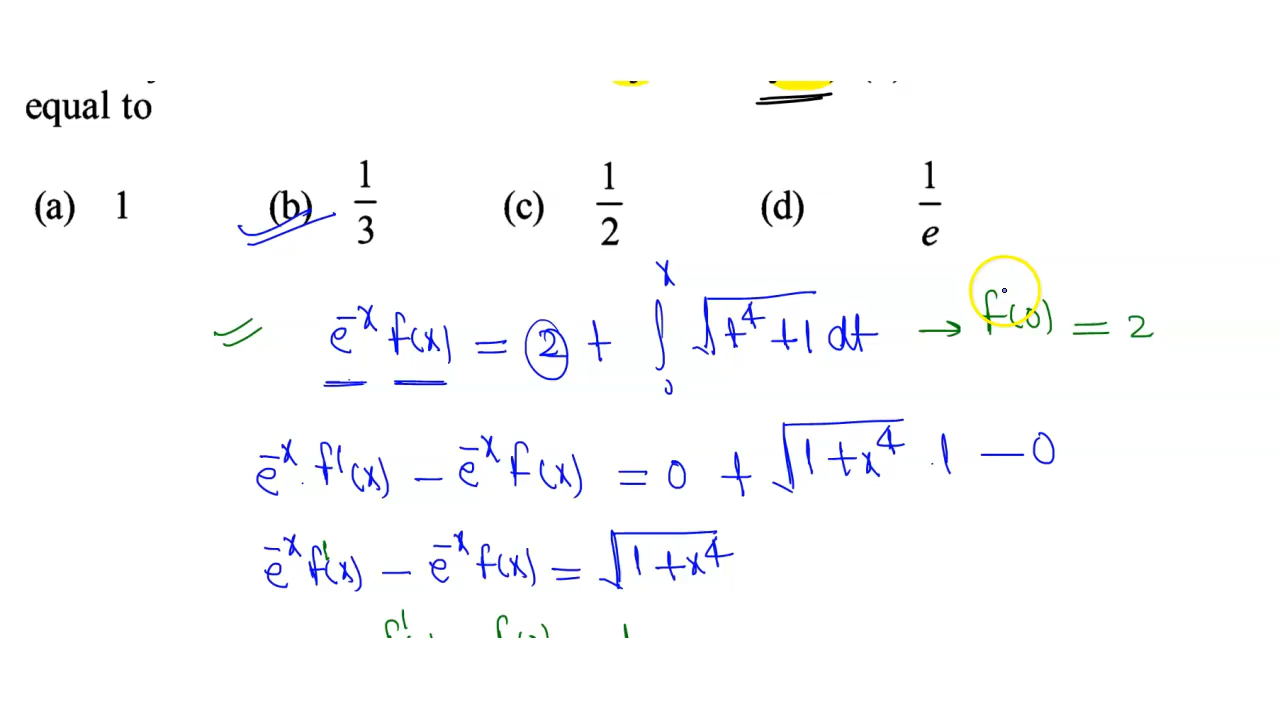 equal to
(a) 1 (b) 1/3 (c) 1/2 (d) 1/e
e^-x f(x) = 2 + ∫_0^x √(t^4 + 1) dt → f(0) = 2
e^-x . f'(x) - e^-x f(x) = 0 + √(1 + x^4) . 1 - 0
e^-x f'(x) - e^-x f(x) = √(1 + x^4)